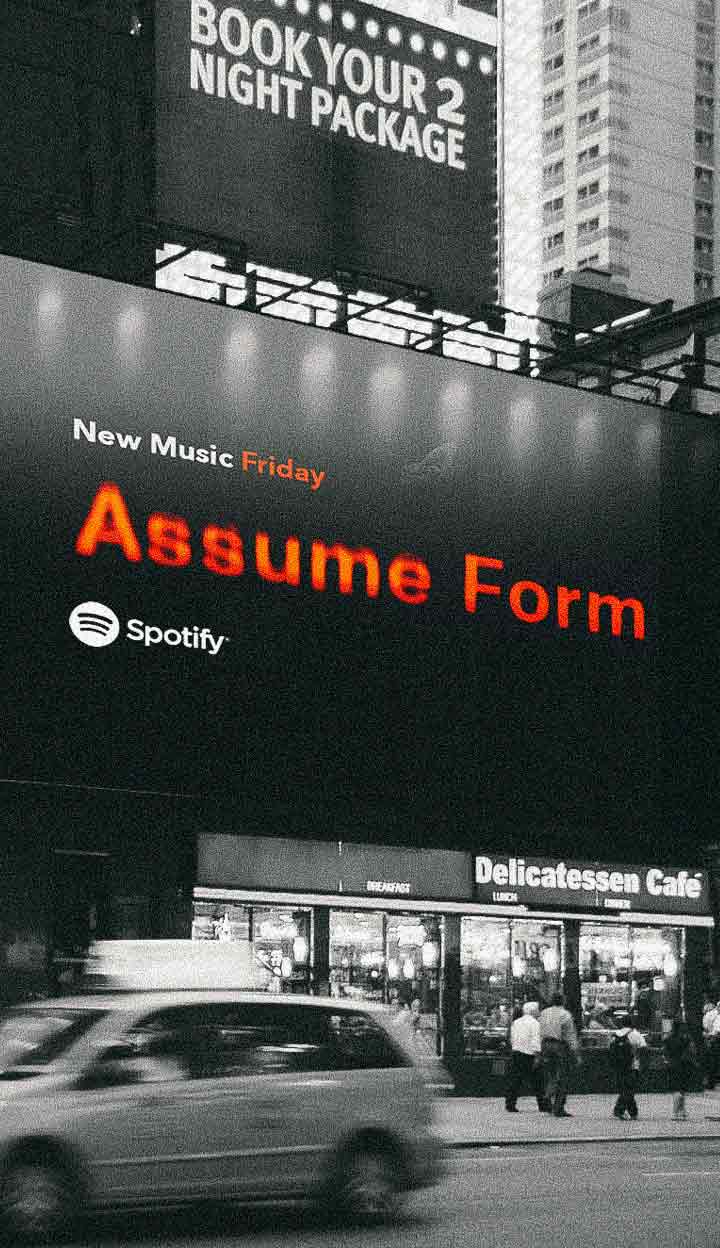 BOOK YOUR 2
NIGHT PACKAGE
New Music Friday
Assume Form
Spotify
Delicatessen Café
BREAKFAST
LUNCH
DINNER